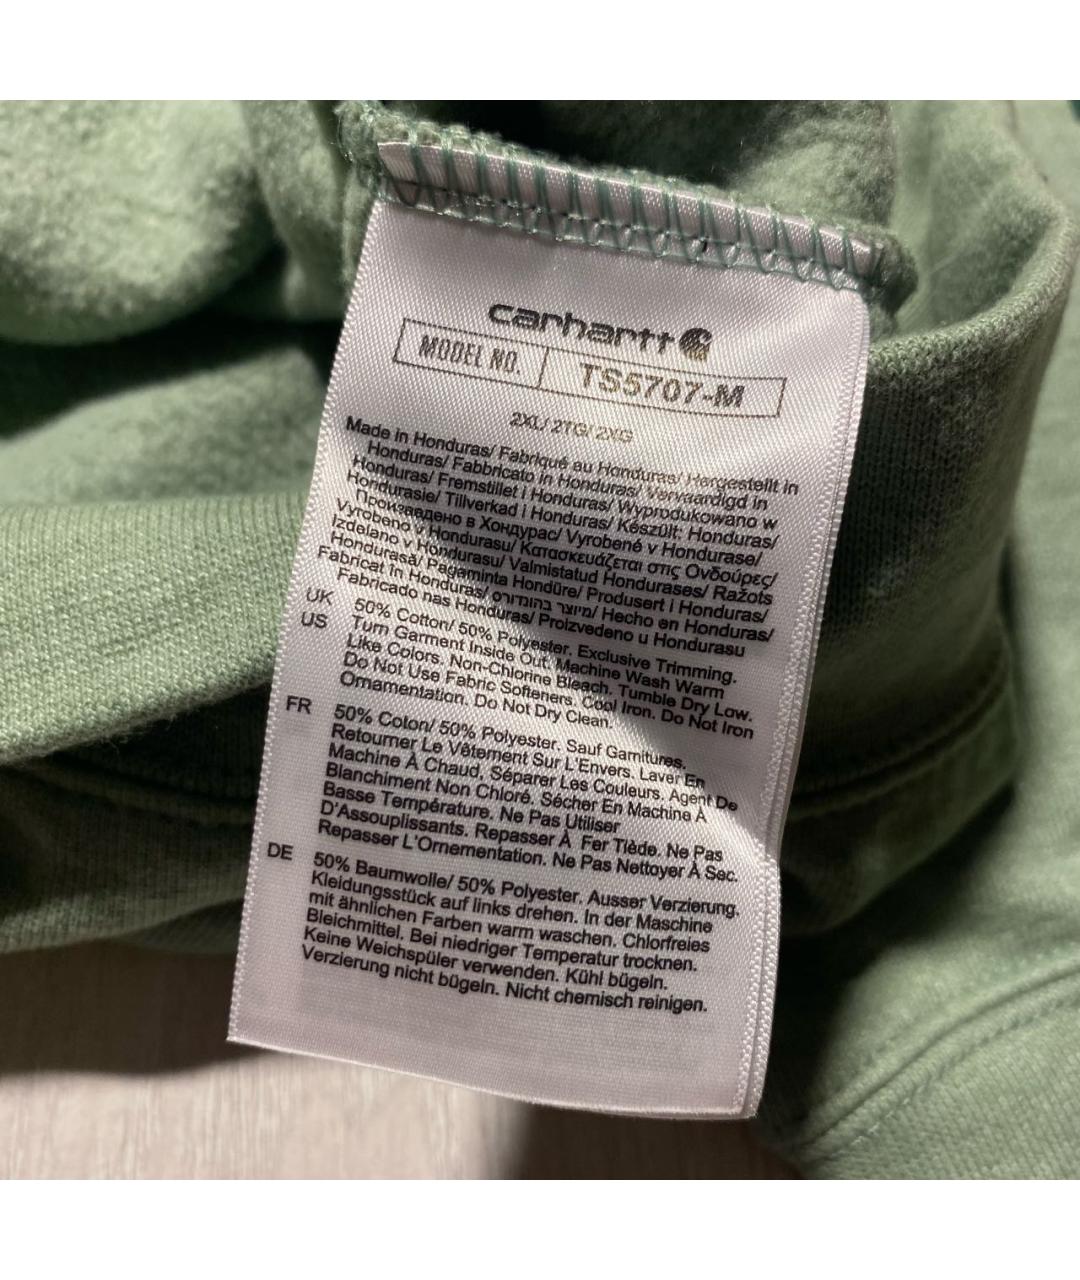 carhartt
MODEL NO. TS5707-M
2XL/ 2TG/ 2XG
Made in Honduras/ Fabriqué au Honduras/ Hergestellt in
Honduras/ Fabbricato in Honduras/ Vervaardigd in
Honduras/ Fremstillet i Honduras/ Wyprodukowano w
Hondurasie/ Tillverkad i Honduras/ Készült: Honduras/
Произведено в Хондурас/ Vyrobené v Hondurase/
Vyrobeno v Hondurasu/ Κατασκευάζεται στις Ονδούρες/
Izdelano v Hondurasu/ Valmistatud Hondurases/ Ražots
Hondurasā/ Pagaminta Hondūre/ Produsert i Honduras/
Fabricat în Honduras/ מיוצר בהונדורס/ Hecho en Honduras/
Fabricado nas Honduras/ Proizvedeno u Hondurasu
UK 50% Cotton/ 50% Polyester. Exclusive Trimming.
US Turn Garment Inside Out. Machine Wash Warm
Like Colors. Non-Chlorine Bleach. Tumble Dry Low.
Do Not Use Fabric Softeners. Cool Iron. Do Not Iron
Ornamentation. Do Not Dry Clean.
FR 50% Coton/ 50% Polyester. Sauf Garnitures.
Retourner Le Vêtement Sur L'Envers. Laver En
Machine À Chaud, Séparer Les Couleurs. Agent De
Blanchiment Non Chloré. Sécher En Machine À
Basse Température. Ne Pas Utiliser
D'Assouplissants. Repasser À Fer Tiède. Ne Pas
Repasser L'Ornementation. Ne Pas Nettoyer À Sec.
DE 50% Baumwolle/ 50% Polyester. Ausser Verzierung.
Kleidungsstück auf links drehen. In der Maschine
mit ähnlichen Farben warm waschen. Chlorfreies
Bleichmittel. Bei niedriger Temperatur trocknen.
Keine Weichspüler verwenden. Kühl bügeln.
Verzierung nicht bügeln. Nicht chemisch reinigen.